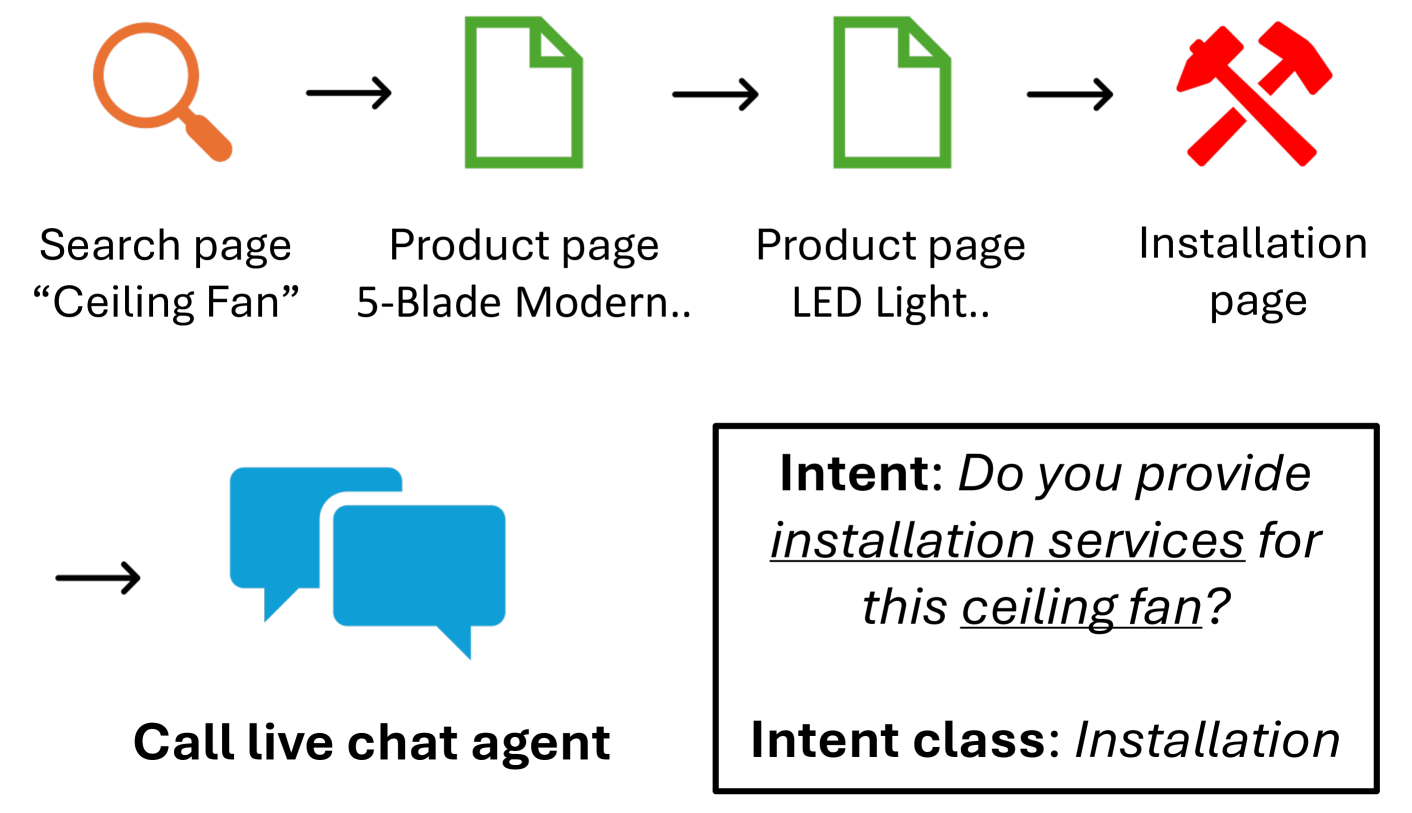 Search page
“Ceiling Fan”
Product page
5-Blade Modern..
Product page
LED Light..
Installation
page
Call live chat agent
Intent: Do you provide
installation services for
this ceiling fan?
Intent class: Installation